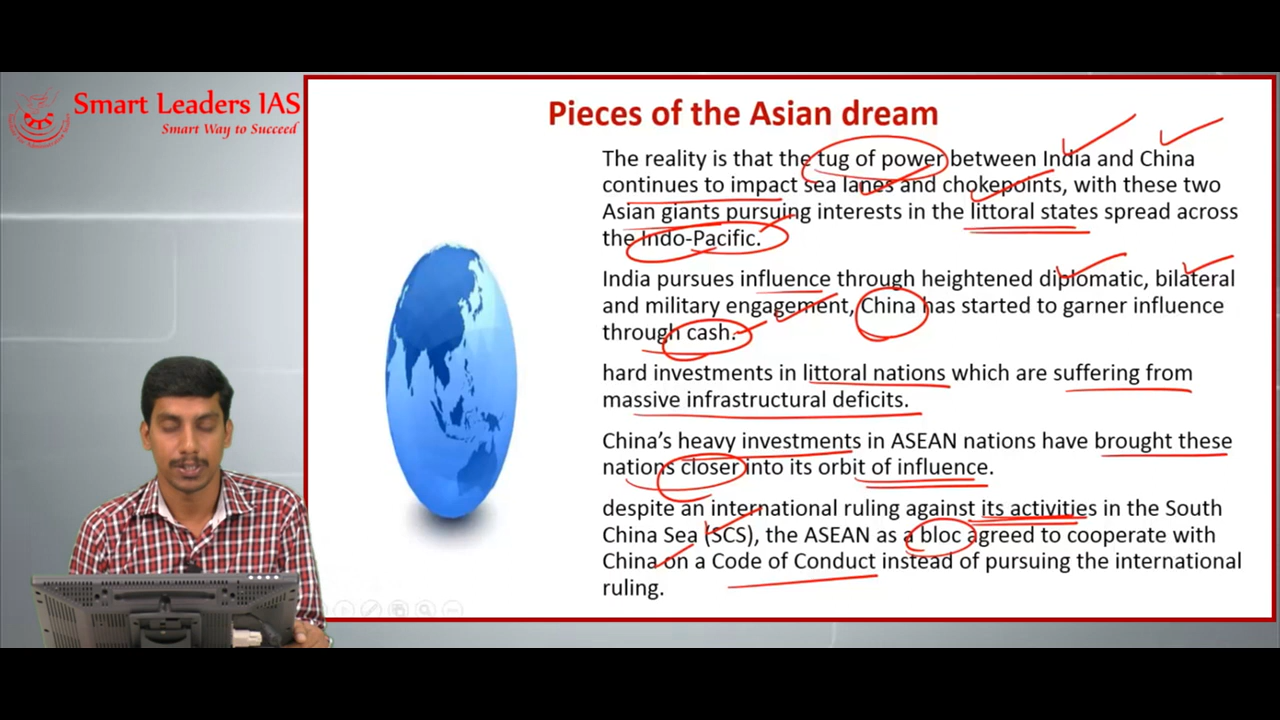 Smart Leaders IAS
Smart Way to Succeed
Pieces of the Asian dream
The reality is that the tug of power between India and China
continues to impact sea lanes and chokepoints, with these two
Asian giants pursuing interests in the littoral states spread across
the Indo-Pacific.
India pursues influence through heightened diplomatic, bilateral
and military engagement, China has started to garner influence
through cash.
hard investments in littoral nations which are suffering from
massive infrastructural deficits.
China's heavy investments in ASEAN nations have brought these
nations closer into its orbit of influence.
despite an international ruling against its activities in the South
China Sea (SCS), the ASEAN as a bloc agreed to cooperate with
China on a Code of Conduct instead of pursuing the international
ruling.